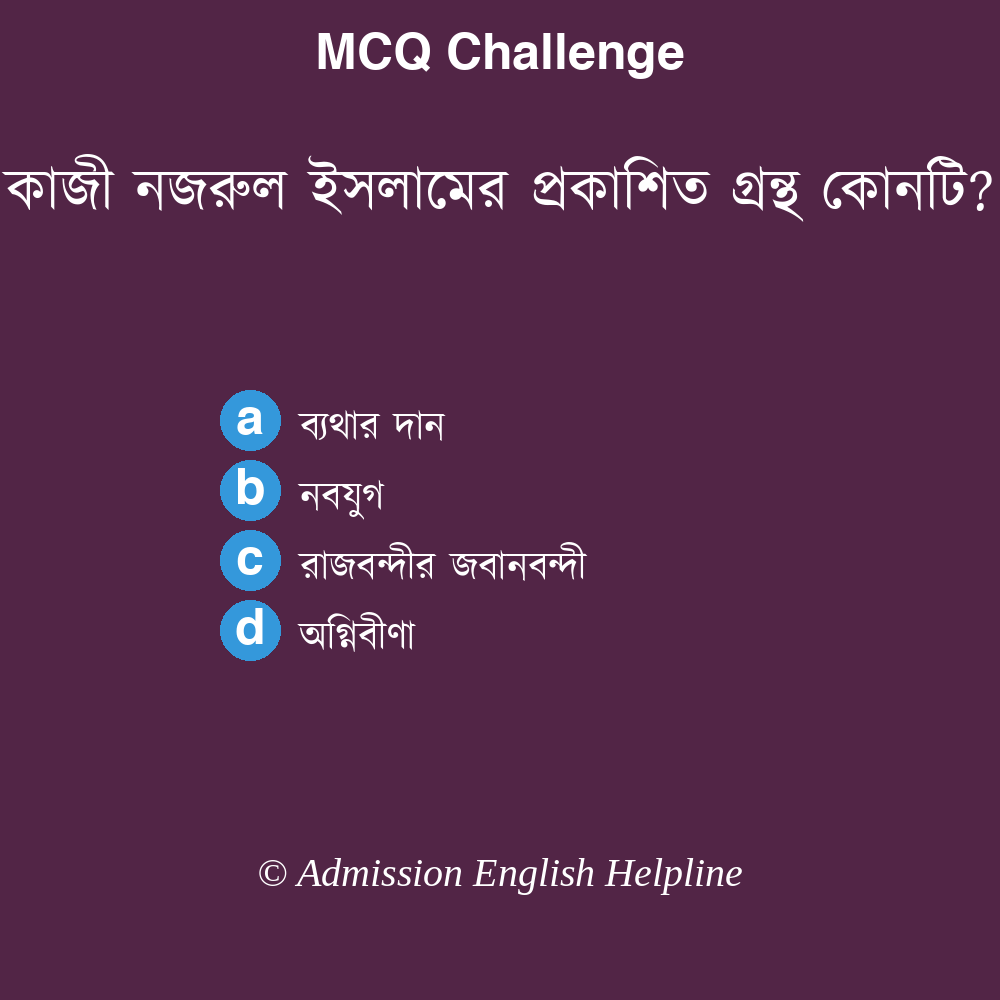 MCQ Challenge
কাজী নজরুল ইসলামের প্রকাশিত গ্রন্থ কোনটি?
a ব্যথার দান
b নবযুগ
c রাজবন্দীর জবানবন্দী
d অগ্নিবীণা
© Admission English Helpline